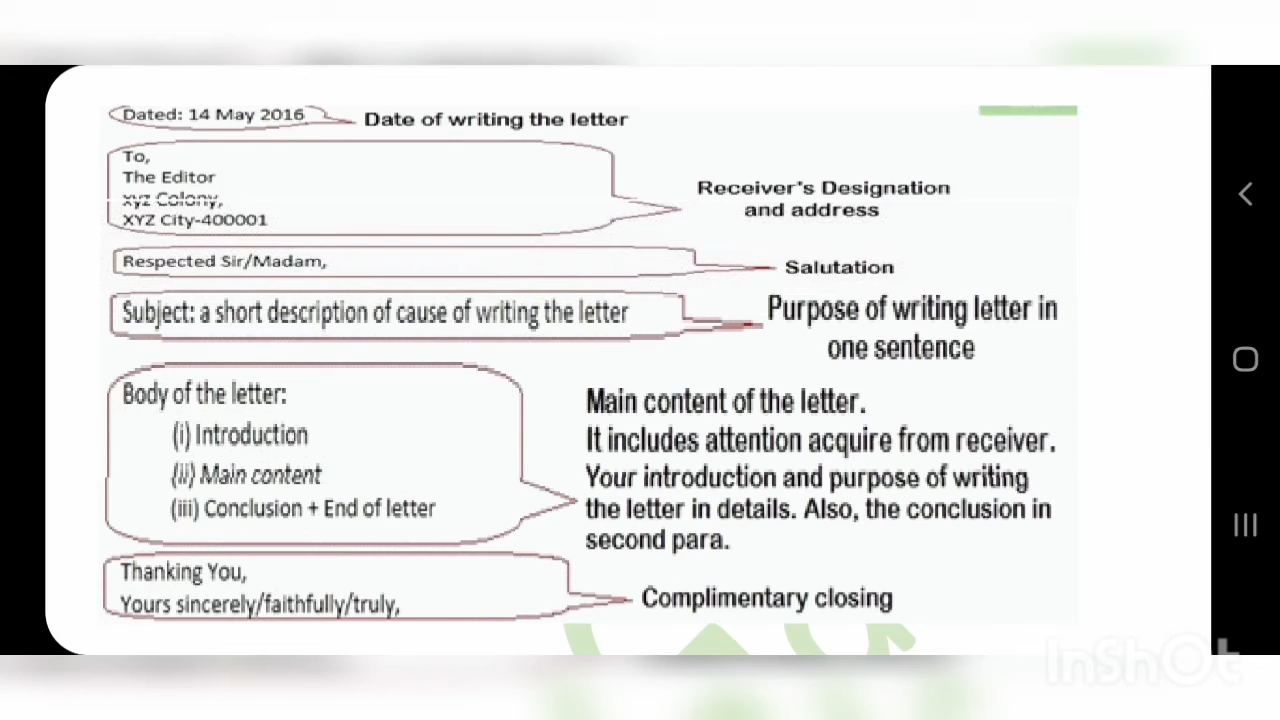 Dated: 14 May 2016
Date of writing the letter
To,
The Editor
xyz Colony,
XYZ City-400001
Receiver's Designation
and address
Respected Sir/Madam,
Salutation
Subject: a short description of cause of writing the letter
Purpose of writing letter in
one sentence
Body of the letter:
(i) Introduction
(ii) Main content
(iii) Conclusion + End of letter
Main content of the letter.
It includes attention acquire from receiver.
Your introduction and purpose of writing
the letter in details. Also, the conclusion in
second para.
Thanking You,
Yours sincerely/faithfully/truly,
Complimentary closing
InShOt